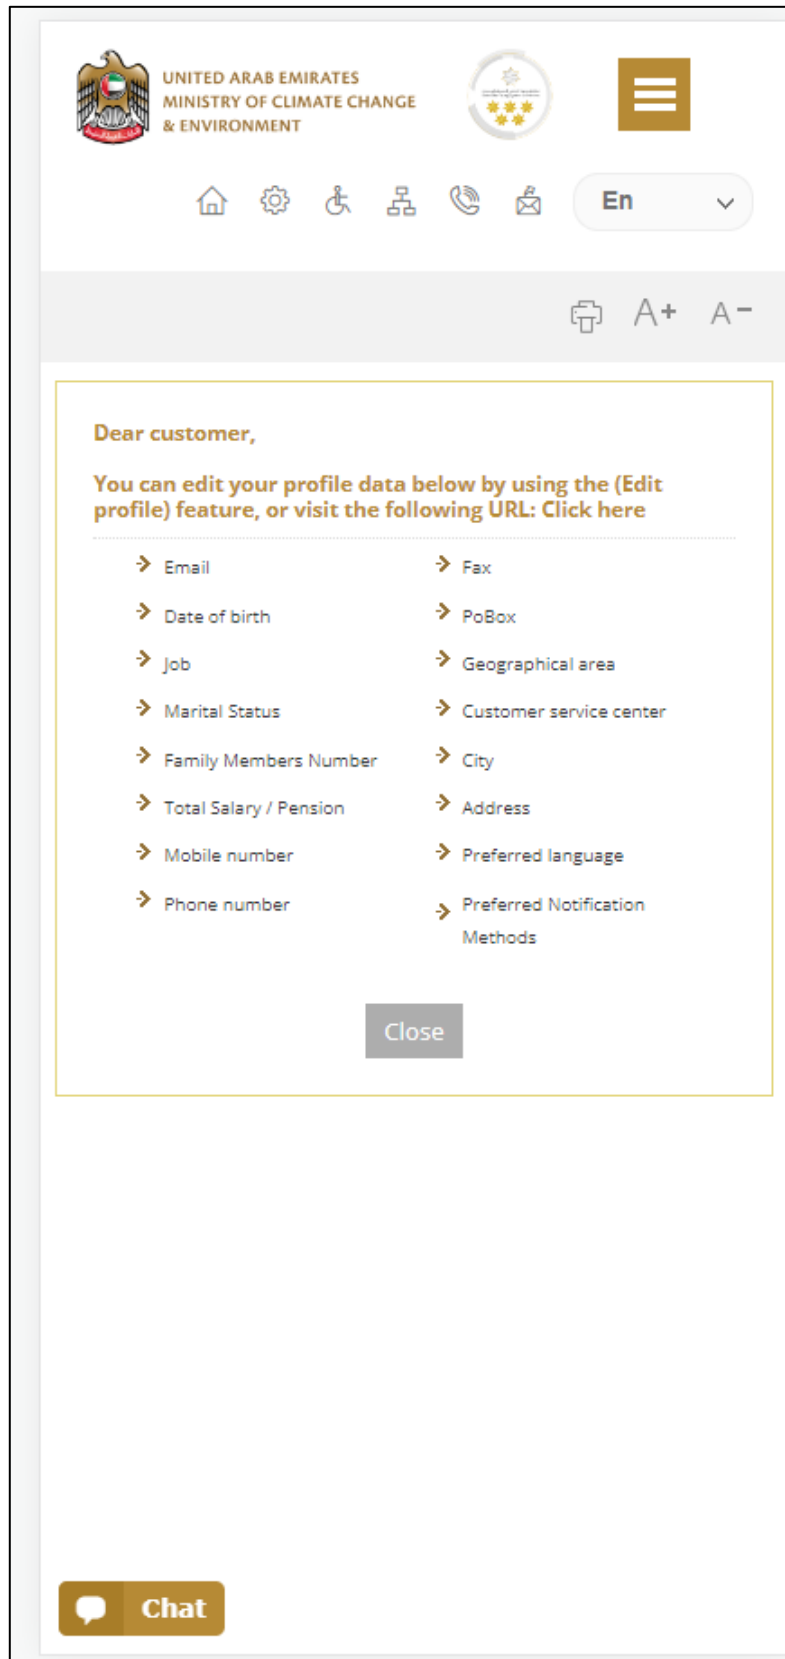 UNITED ARAB EMIRATES
MINISTRY OF CLIMATE CHANGE
& ENVIRONMENT
En
A+ A-
Dear customer,
You can edit your profile data below by using the (Edit
profile) feature, or visit the following URL: Click here
Email
Date of birth
Job
Marital Status
Family Members Number
Total Salary / Pension
Mobile number
Phone number
Fax
PoBox
Geographical area
Customer service center
City
Address
Preferred language
Preferred Notification
Methods
Close
Chat